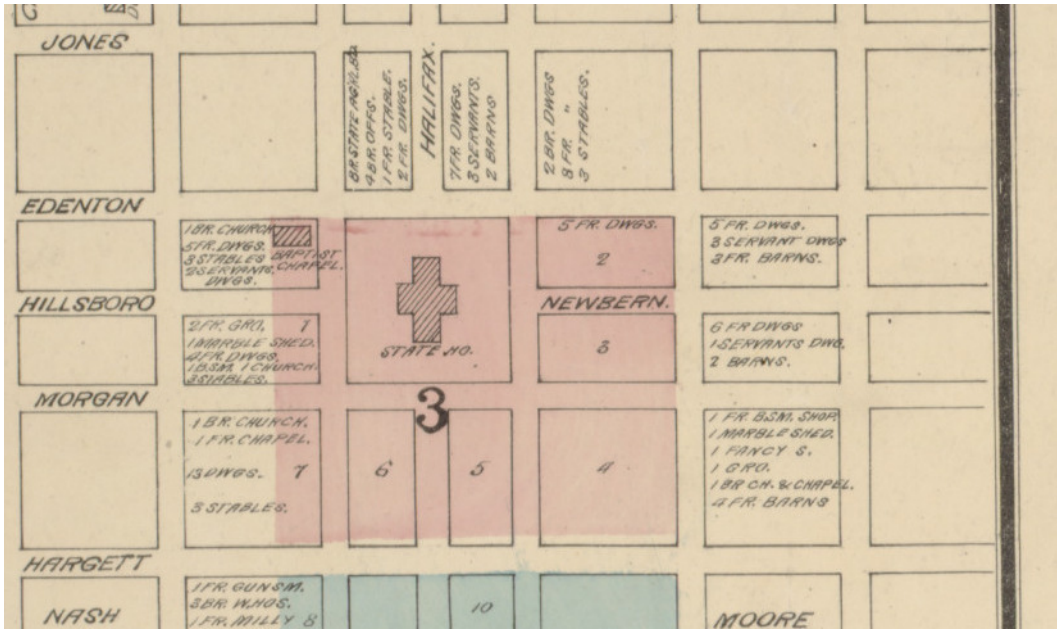 JONES
HALIFAX.
BR. STATE AGVL. BD.
4 BR. OFFS.
1 FR. STABLE.
2 FR. DWGS.
7 FR. DWGS.
3 SERVANTS.
2 BARNS
2 BR. DWGS
8 FR. "
3 STABLES.
EDENTON
1 BR. CHURCH
5 FR. DWGS.
3 STABLES
2 SERVANTS.
DWGS.
BAPTIST
CHAPEL.
5 FR. DWGS.
2
5 FR. DWGS.
3 SERVANT DWGS
3 FR. BARNS.
STATE HO.
HILLSBORO
NEWBERN.
2 FR. GRO. 1
1 MARBLE SHED.
4 FR. DWGS.
1 BSM. 1 CHURCH.
3 STABLES.
3
6 FR DWGS
1 SERVANTS DWG.
2 BARNS.
MORGAN
3
1 BR. CHURCH.
1 FR. CHAPEL.
13 DWGS. 7
3 STABLES.
6
5
4
1 FR. BSM. SHOP.
1 MARBLE SHED.
1 FANCY S.
1 GRO.
1 BR CH. & CHAPEL.
4 FR. BARNS
HARGETT
NASH
1 FR. GUNSM.
3 BR. W. HOS.
1 FR. MILLY 8
10
MOORE